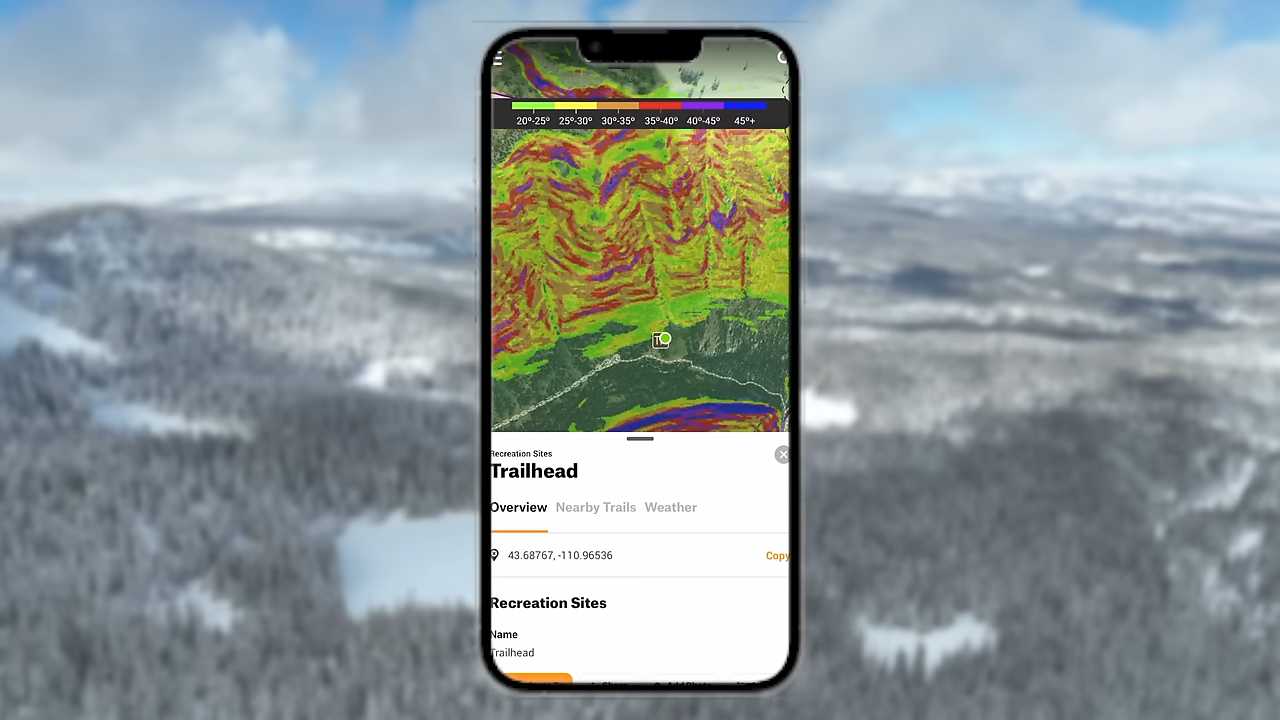 20°-25° 25°-30° 30°-35° 35°-40° 40°-45° 45°+
Recreation Sites
Trailhead
Overview Nearby Trails Weather
43.68767, -110.96536 Copy
Recreation Sites
Name
Trailhead